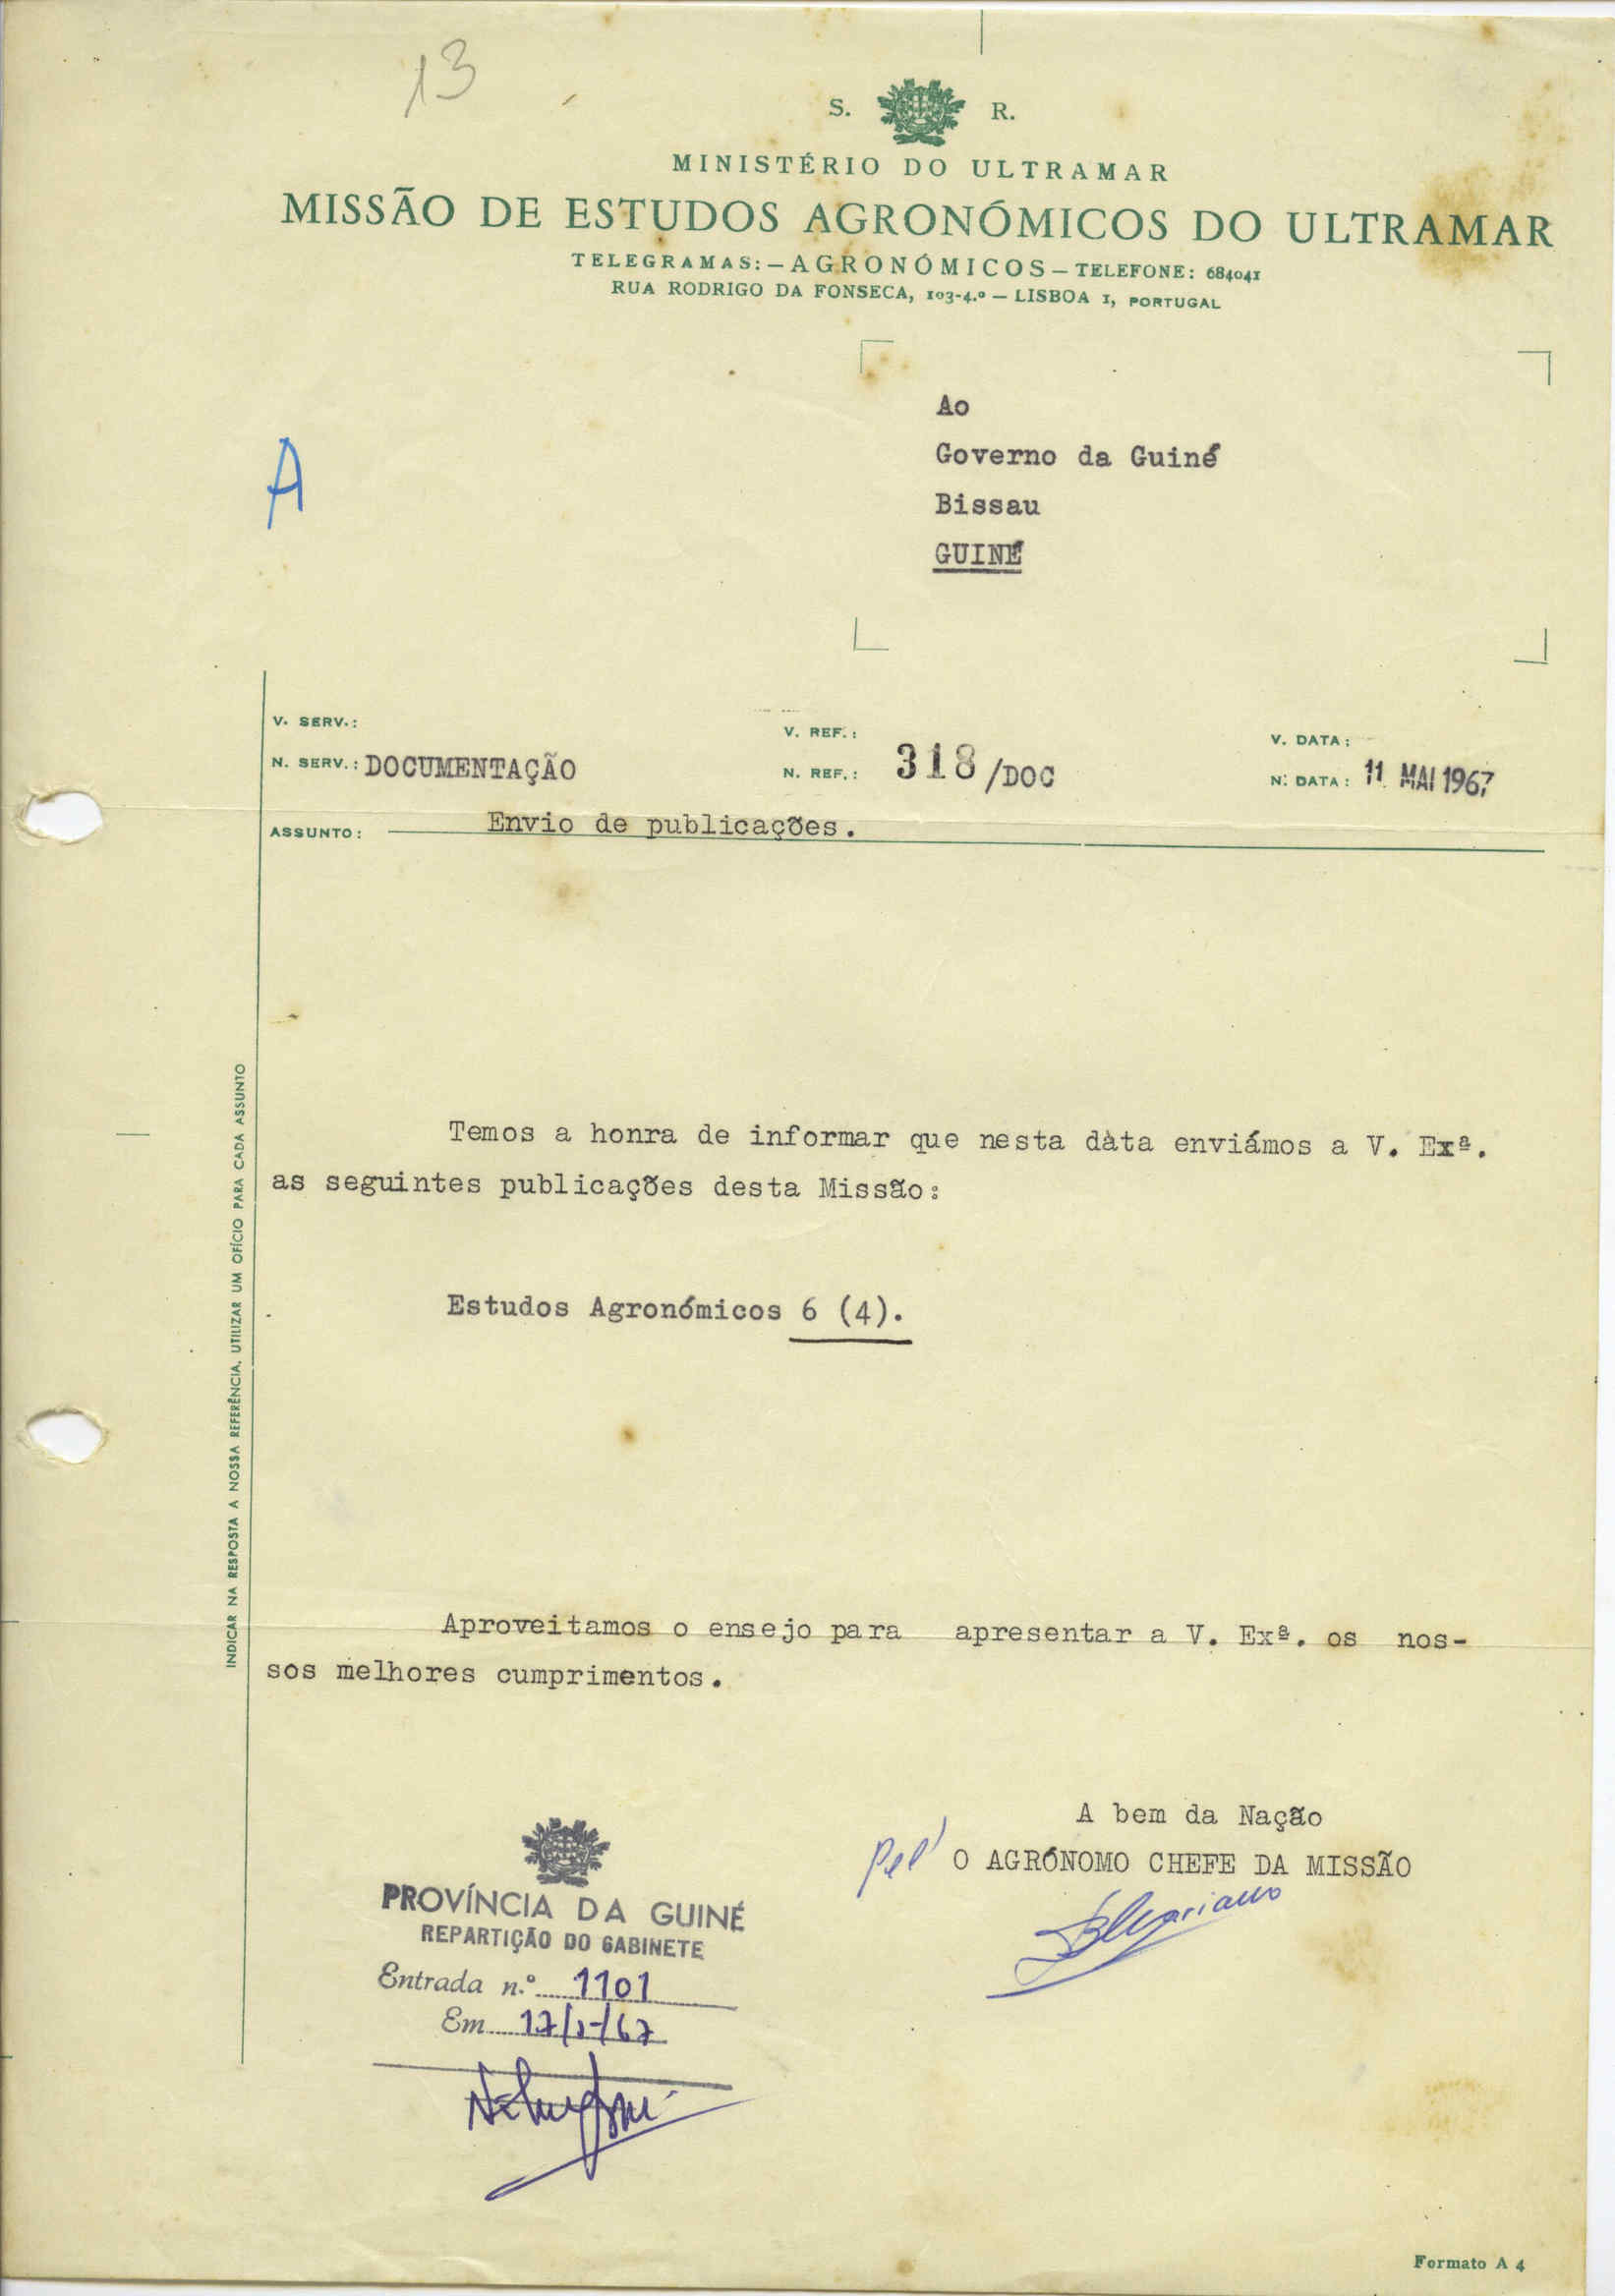 13
S. R.
MINISTÉRIO DO ULTRAMAR
MISSÃO DE ESTUDOS AGRONÓMICOS DO ULTRAMAR
TELEGRAMAS: — AGRONÓMICOS — TELEFONE: 684041
RUA RODRIGO DA FONSECA, 103-4.º — LISBOA 1, PORTUGAL
Ao
Governo da Guiné
Bissau
GUINÉ
A
V. SERV.:
V. REF.:
V. DATA:
N. SERV.: DOCUMENTAÇÃO
N. REF.: 318/DOC
N. DATA: 11 MAI 1967
ASSUNTO: Envio de publicações.
INDICAR NA RESPOSTA A NOSSA REFERÊNCIA. UTILIZAR UM OFÍCIO PARA CADA ASSUNTO
Temos a honra de informar que nesta dàta enviámos a V. Exª.
as seguintes publicações desta Missão:
Estudos Agronómicos 6 (4).
Aproveitamos o ensejo para apresentar a V. Exª. os nos-
sos melhores cumprimentos.
A bem da Nação
Pel' O AGRÓNOMO CHEFE DA MISSÃO
PROVÍNCIA DA GUINÉ
REPARTIÇÃO DO GABINETE
Entrada n.º 1101
Em
Formato A 4